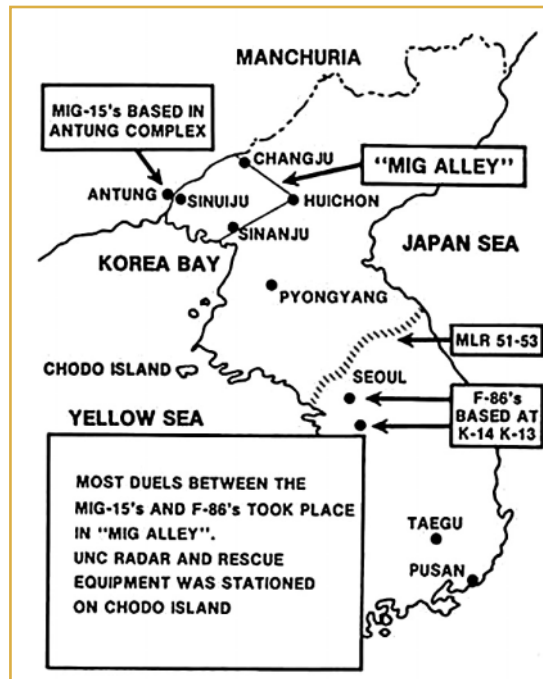 MANCHURIA
MIG-15's BASED IN
ANTUNG COMPLEX
CHANGJU
"MIG ALLEY"
ANTUNG
SINUIJU
HUICHON
SINANJU
JAPAN SEA
KOREA BAY
PYONGYANG
MLR 51-53
CHODO ISLAND
SEOUL
F-86's
BASED AT
K-14 K-13
YELLOW SEA
MOST DUELS BETWEEN THE
MIG-15's AND F-86's TOOK PLACE
IN "MIG ALLEY".
UNC RADAR AND RESCUE
EQUIPMENT WAS STATIONED
ON CHODO ISLAND
TAEGU
PUSAN